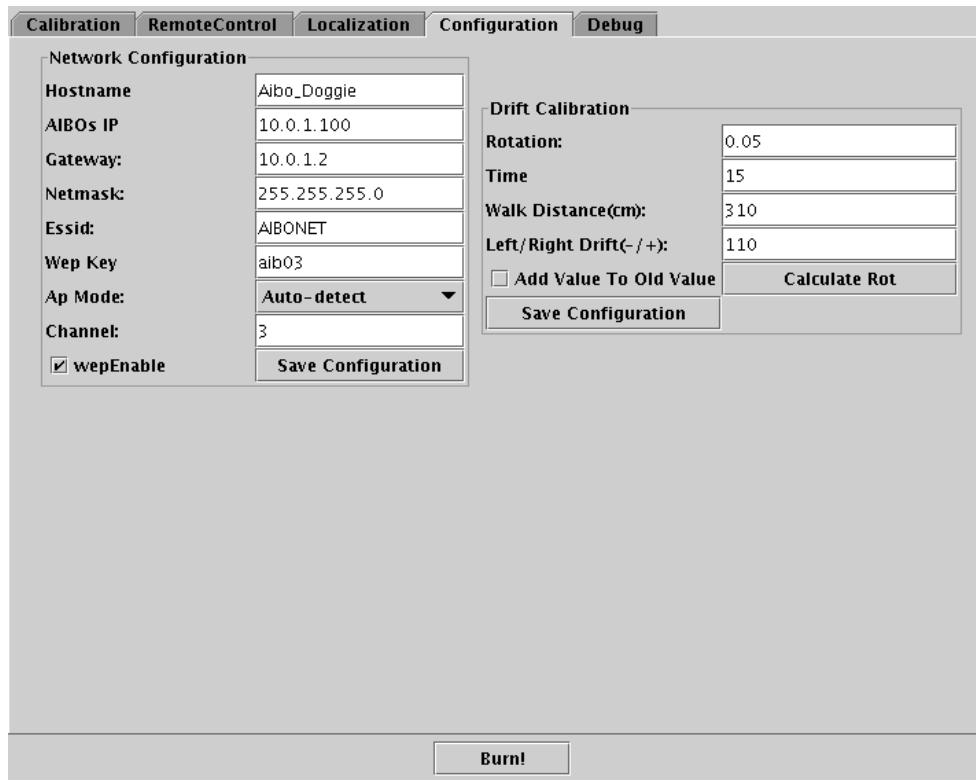 Calibration RemoteControl Localization Configuration Debug
Network Configuration
Hostname Aibo_Doggie
AIBOs IP 10.0.1.100
Gateway: 10.0.1.2
Netmask: 255.255.255.0
Essid: AIBONET
Wep Key aib03
Ap Mode: Auto-detect
Channel: 3
wepEnable Save Configuration
Drift Calibration
Rotation: 0.05
Time 15
Walk Distance(cm): 310
Left/Right Drift(-/+): 110
Add Value To Old Value Calculate Rot
Save Configuration
Burn!